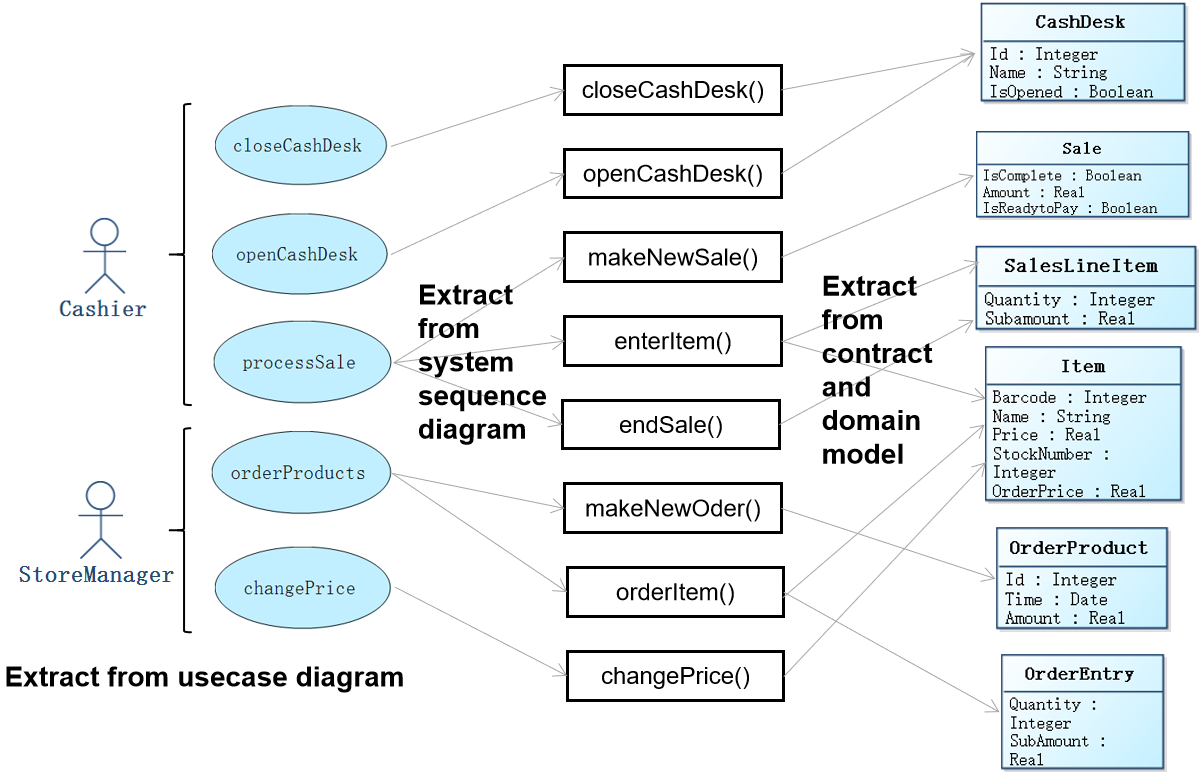 Cashier
StoreManager
closeCashDesk
openCashDesk
processSale
orderProducts
changePrice
Extract from usecase diagram
Extract
from
system
sequence
diagram
closeCashDesk()
openCashDesk()
makeNewSale()
enterItem()
endSale()
makeNewOder()
orderItem()
changePrice()
Extract
from
contract
and
domain
model
CashDesk
Id : Integer
Name : String
IsOpened : Boolean
Sale
IsComplete : Boolean
Amount : Real
IsReadytoPay : Boolean
SalesLineItem
Quantity : Integer
Subamount : Real
Item
Barcode : Integer
Name : String
Price : Real
StockNumber :
Integer
OrderPrice : Real
OrderProduct
Id : Integer
Time : Date
Amount : Real
OrderEntry
Quantity :
Integer
SubAmount :
Real